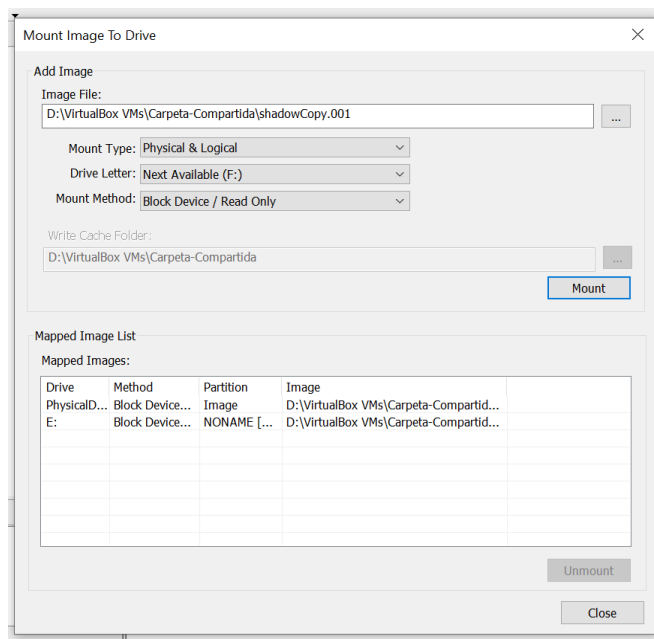 Mount Image To Drive
Add Image
Image File:
D:\VirtualBox VMs\Carpeta-Compartida\shadowCopy.001
...
Mount Type: Physical & Logical
Drive Letter: Next Available (F:)
Mount Method: Block Device / Read Only
Write Cache Folder:
D:\VirtualBox VMs\Carpeta-Compartida
...
Mount
Mapped Image List
Mapped Images:
Drive Method Partition Image
PhysicalD... Block Device... Image D:\VirtualBox VMs\Carpeta-Compartid...
E: Block Device... NONAME [... D:\VirtualBox VMs\Carpeta-Compartid...
Unmount
Close